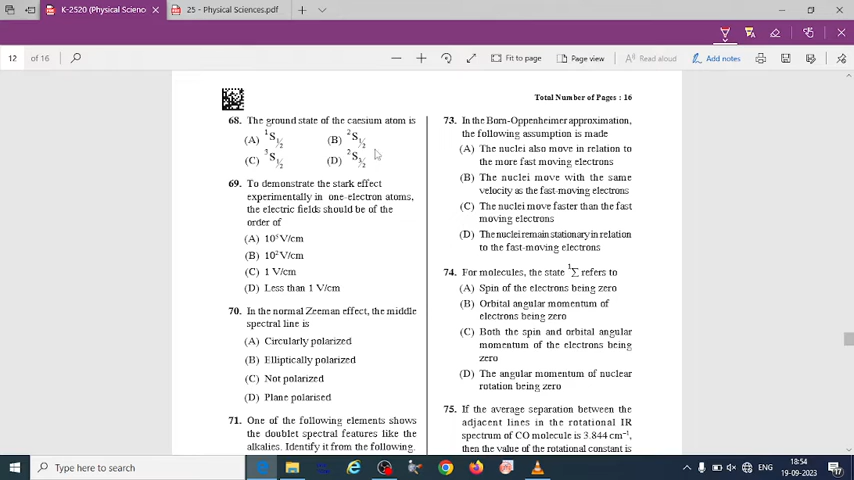 K-2520 (Physical Scienc
25 - Physical Sciences.pdf
12 of 16
Fit to page
Page view
Read aloud
Add notes
Total Number of Pages : 16
68. The ground state of the caesium atom is
(A) ¹S₁/₂ (B) ²S₁/₂
(C) ³S₁/₂ (D) ²S₃/₂
69. To demonstrate the stark effect
experimentally in one-electron atoms,
the electric fields should be of the
order of
(A) 10⁵ V/cm
(B) 10² V/cm
(C) 1 V/cm
(D) Less than 1 V/cm
70. In the normal Zeeman effect, the middle
spectral line is
(A) Circularly polarized
(B) Elliptically polarized
(C) Not polarized
(D) Plane polarised
71. One of the following elements shows
the doublet spectral features like the
alkalies. Identify it from the following.
73. In the Born-Oppenheimer approximation,
the following assumption is made
(A) The nuclei also move in relation to
the more fast moving electrons
(B) The nuclei move with the same
velocity as the fast-moving electrons
(C) The nuclei move faster than the fast
moving electrons
(D) The nuclei remain stationary in relation
to the fast-moving electrons
74. For molecules, the state ¹Σ refers to
(A) Spin of the electrons being zero
(B) Orbital angular momentum of
electrons being zero
(C) Both the spin and orbital angular
momentum of the electrons being
zero
(D) The angular momentum of nuclear
rotation being zero
75. If the average separation between the
adjacent lines in the rotational IR
spectrum of CO molecule is 3.844 cm⁻¹,
then the value of the rotational constant is
Type here to search
ENG
18:54
19-09-2023
17